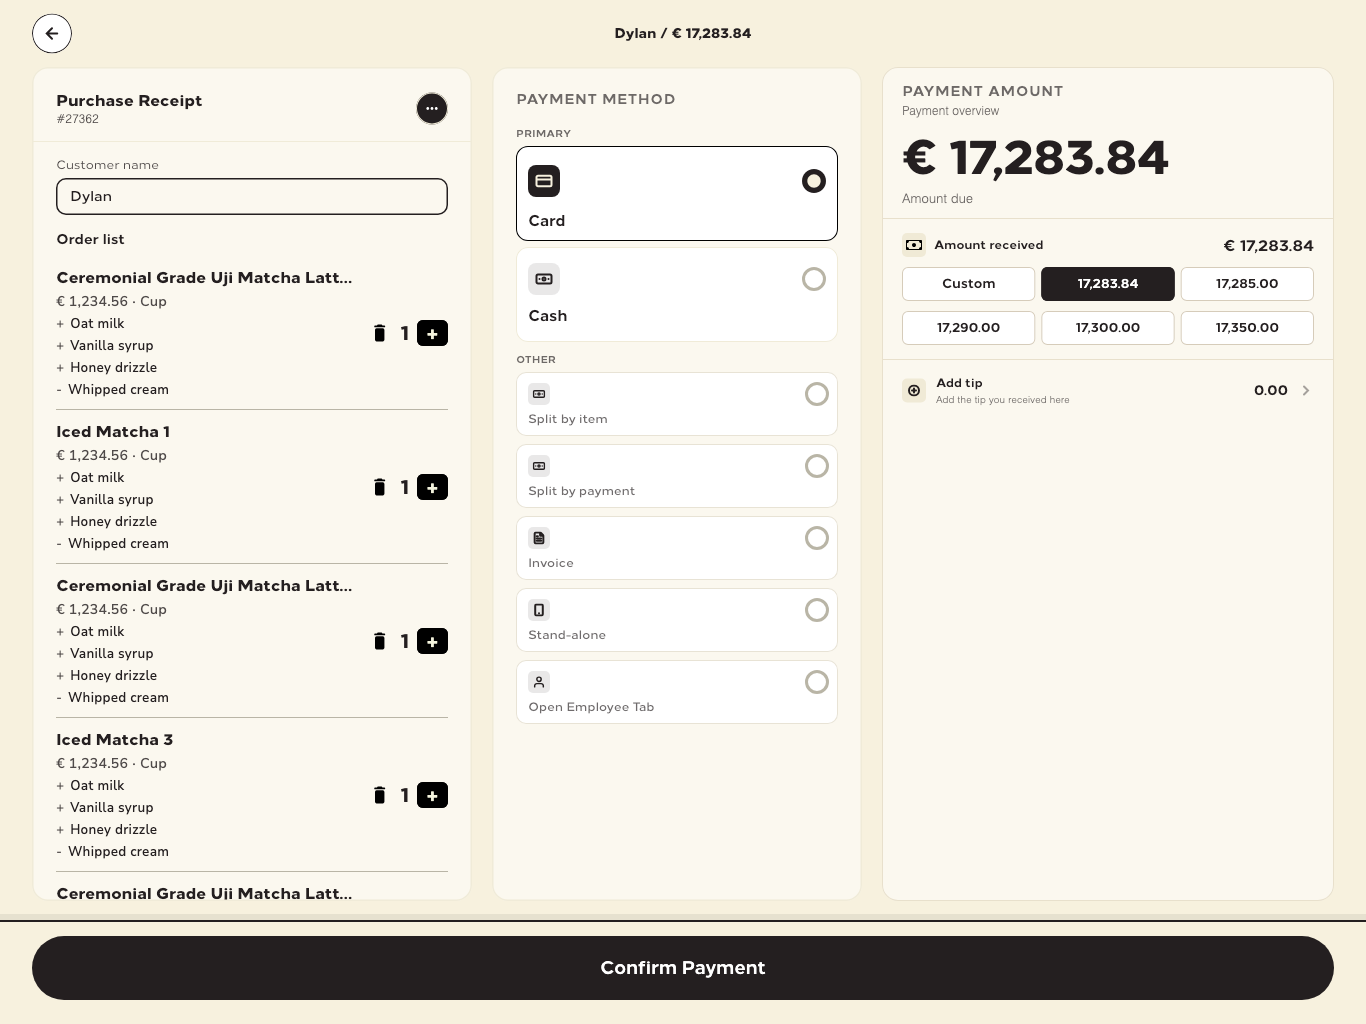 Dylan / € 17,283.84
Purchase Receipt
#27362
Customer name
Dylan
Order list
Ceremonial Grade Uji Matcha Latt...
€ 1,234.56 · Cup
+ Oat milk
+ Vanilla syrup
+ Honey drizzle
- Whipped cream
1
+
Iced Matcha 1
€ 1,234.56 · Cup
+ Oat milk
+ Vanilla syrup
+ Honey drizzle
- Whipped cream
1
+
Ceremonial Grade Uji Matcha Latt...
€ 1,234.56 · Cup
+ Oat milk
+ Vanilla syrup
+ Honey drizzle
- Whipped cream
1
+
Iced Matcha 3
€ 1,234.56 · Cup
+ Oat milk
+ Vanilla syrup
+ Honey drizzle
- Whipped cream
1
+
Ceremonial Grade Uji Matcha Latt...
PAYMENT METHOD
PRIMARY
Card
Cash
OTHER
Split by item
Split by payment
Invoice
Stand-alone
Open Employee Tab
PAYMENT AMOUNT
Payment overview
€ 17,283.84
Amount due
Amount received € 17,283.84
Custom 17,283.84 17,285.00
17,290.00 17,300.00 17,350.00
Add tip
Add the tip you received here
0.00
Confirm Payment